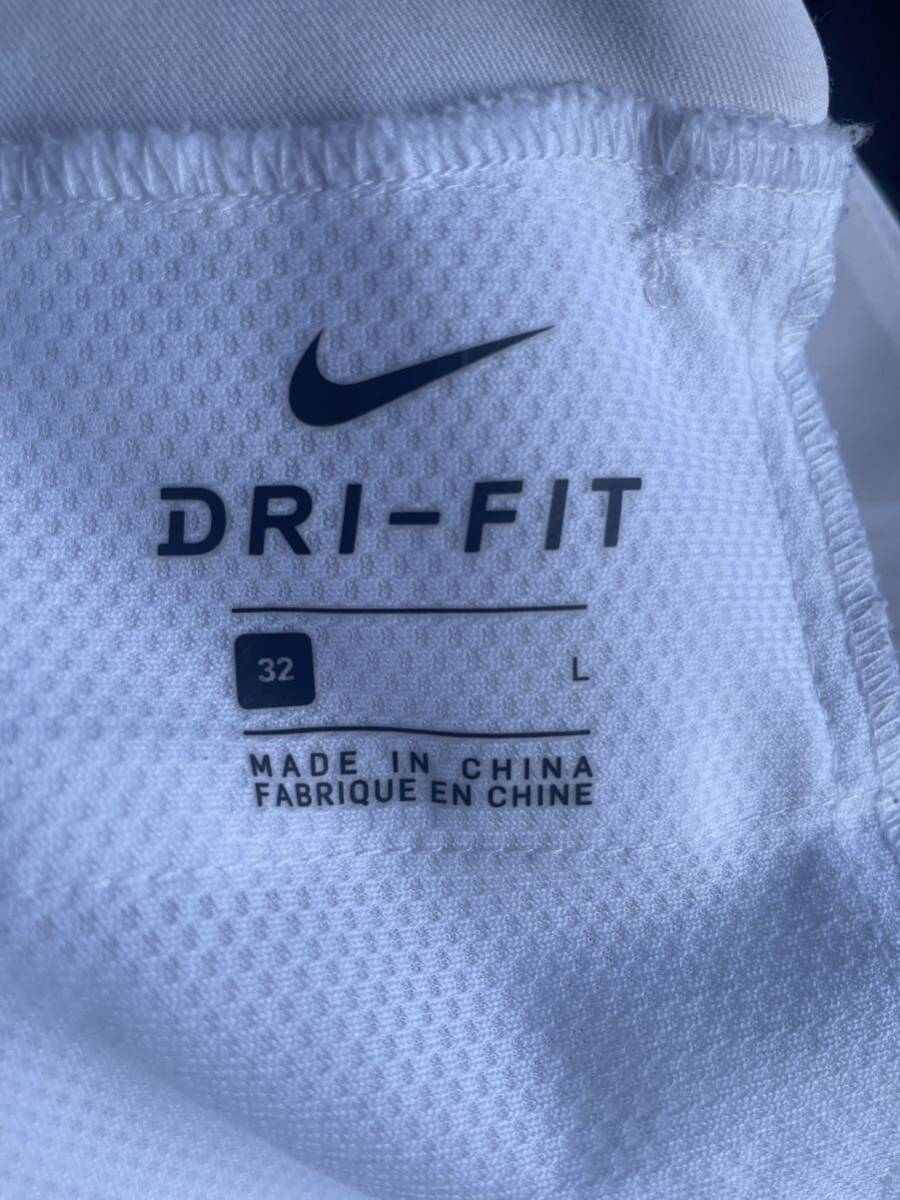 DRI-FIT
32 L
MADE IN CHINA
FABRIQUE EN CHINE